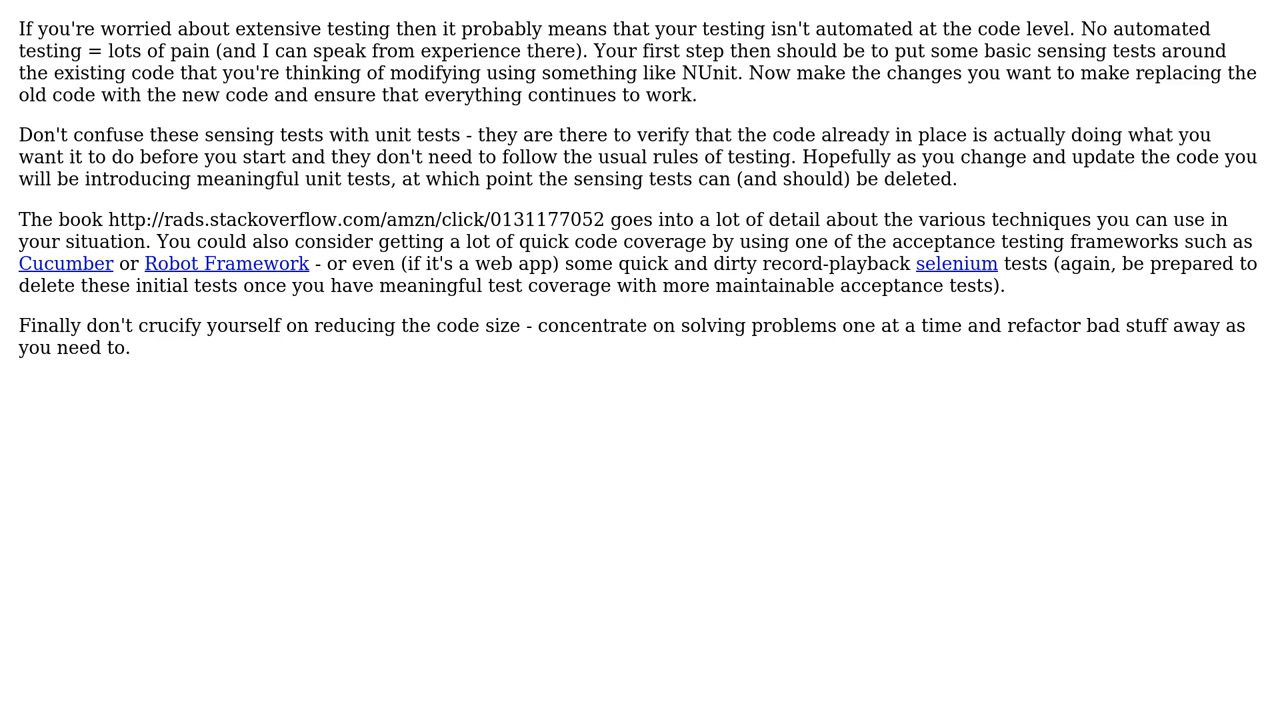 If you're worried about extensive testing then it probably means that your testing isn't automated at the code level. No automated
testing = lots of pain (and I can speak from experience there). Your first step then should be to put some basic sensing tests around
the existing code that you're thinking of modifying using something like NUnit. Now make the changes you want to make replacing the
old code with the new code and ensure that everything continues to work.
Don't confuse these sensing tests with unit tests - they are there to verify that the code already in place is actually doing what you
want it to do before you start and they don't need to follow the usual rules of testing. Hopefully as you change and update the code you
will be introducing meaningful unit tests, at which point the sensing tests can (and should) be deleted.
The book http://rads.stackoverflow.com/amzn/click/0131177052 goes into a lot of detail about the various techniques you can use in
your situation. You could also consider getting a lot of quick code coverage by using one of the acceptance testing frameworks such as
Cucumber or Robot Framework - or even (if it's a web app) some quick and dirty record-playback selenium tests (again, be prepared to
delete these initial tests once you have meaningful test coverage with more maintainable acceptance tests).
Finally don't crucify yourself on reducing the code size - concentrate on solving problems one at a time and refactor bad stuff away as
you need to.